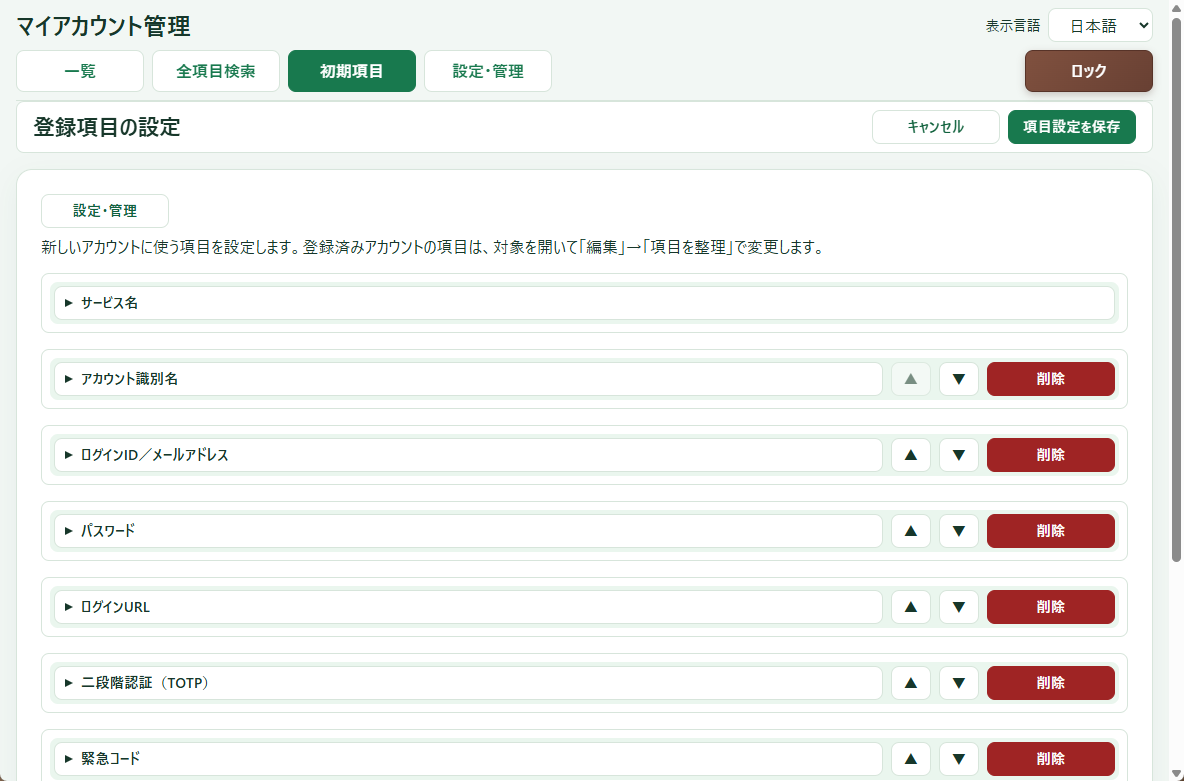 マイアカウント管理
表示言語 日本語
一覧 全項目検索 初期項目 設定・管理 ロック
登録項目の設定 キャンセル 項目設定を保存
設定・管理
新しいアカウントに使う項目を設定します。登録済みアカウントの項目は、対象を開いて「編集」→「項目を整理」で変更します。
▶ サービス名
▶ アカウント識別名 ▲ ▼ 削除
▶ ログインID／メールアドレス ▲ ▼ 削除
▶ パスワード ▲ ▼ 削除
▶ ログインURL ▲ ▼ 削除
▶ 二段階認証（TOTP） ▲ ▼ 削除
▶ 緊急コード ▲ ▼ 削除